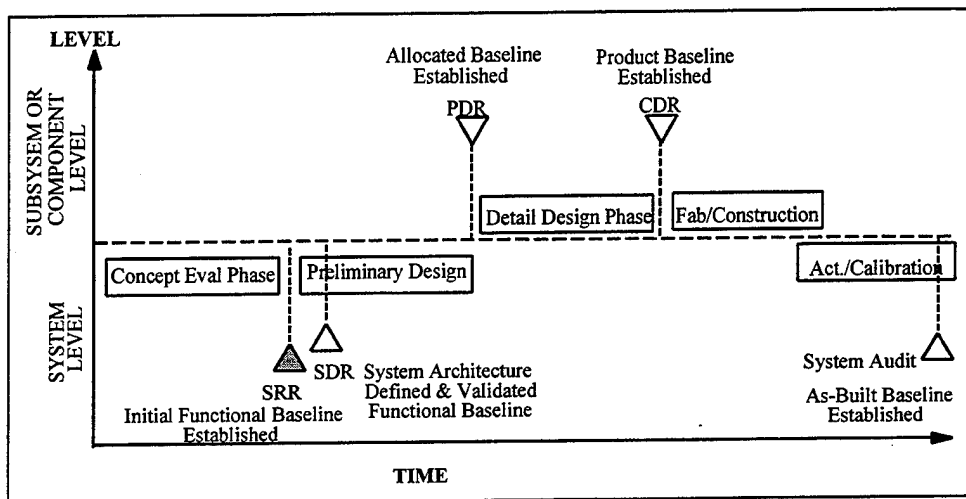 LEVEL
SUBSYSEM OR
COMPONENT
LEVEL
SYSTEM
LEVEL
Allocated Baseline
Established
PDR
Product Baseline
Established
CDR
Detail Design Phase
Fab/Construction
Concept Eval Phase
Preliminary Design
Act./Calibration
SRR
Initial Functional Baseline
Established
SDR
System Architecture
Defined & Validated
Functional Baseline
System Audit
As-Built Baseline
Established
TIME